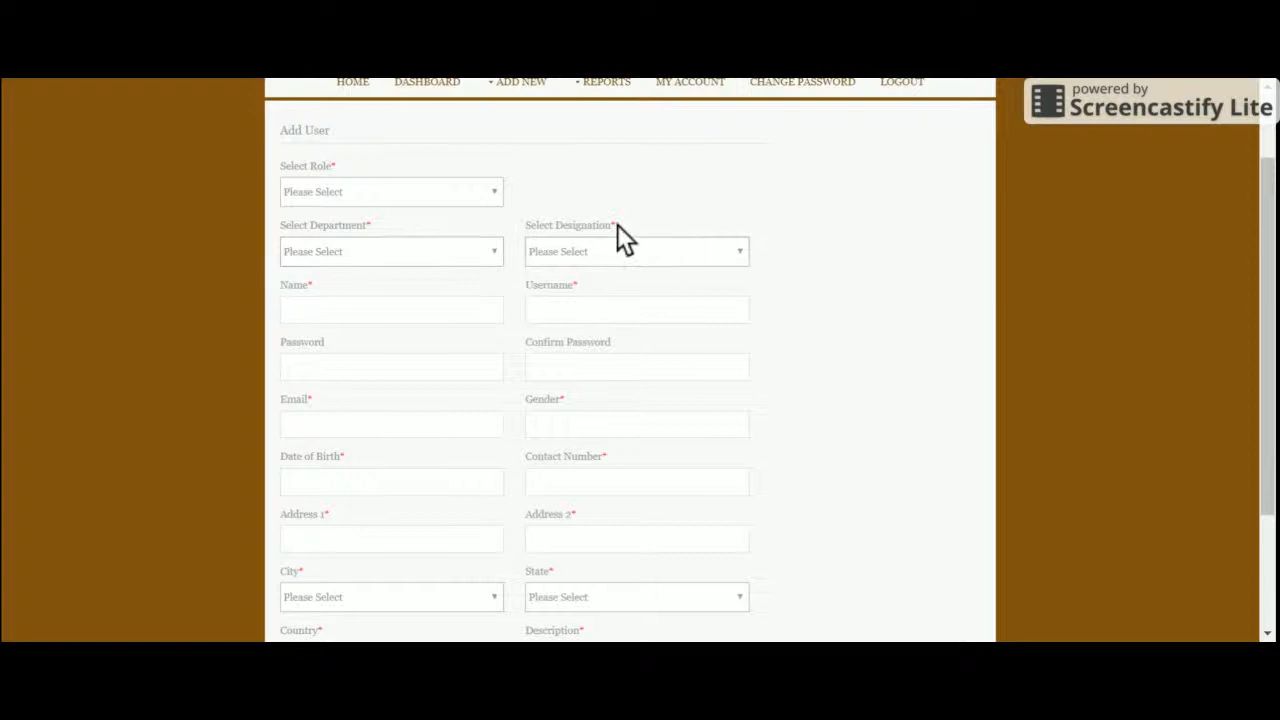 HOME DASHBOARD ADD NEW REPORTS MY ACCOUNT CHANGE PASSWORD LOGOUT
powered by
Screencastify Lite
Add User
Select Role*
Please Select
Select Department* Select Designation*
Please Select Please Select
Name* Username*
Password Confirm Password
Email* Gender*
Date of Birth* Contact Number*
Address 1* Address 2*
City* State*
Please Select Please Select
Country* Description*